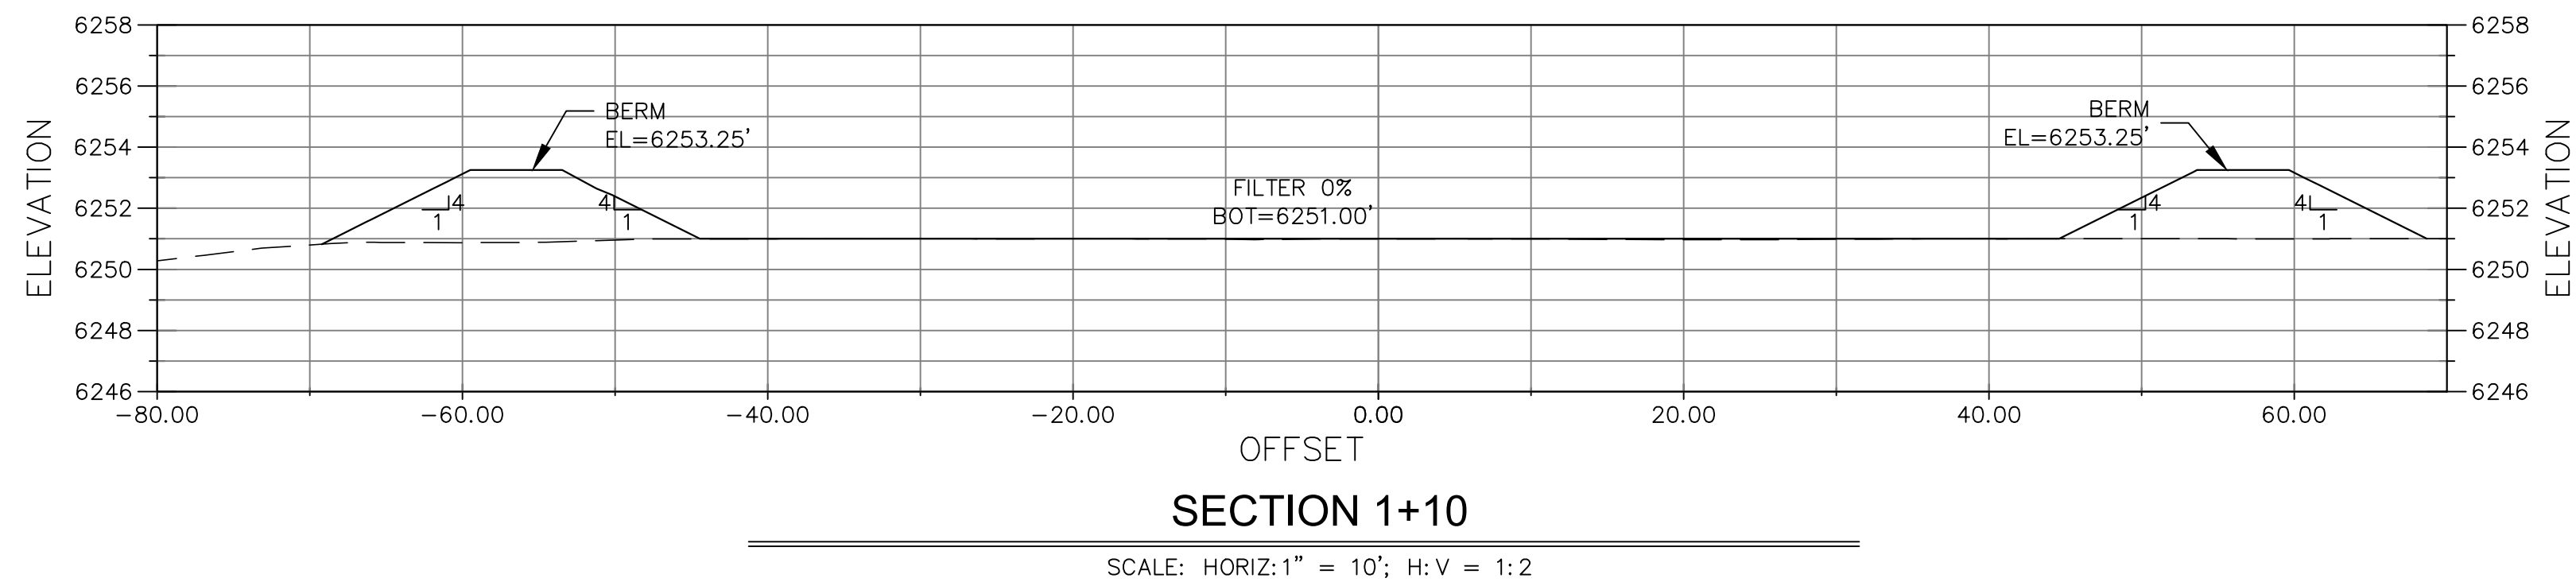 6258
6256
6254
6252
6250
6248
6246
ELEVATION
BERM
EL=6253.25'
4
1
4
1
FILTER 0%
BOT=6251.00'
BERM
EL=6253.25'
4
1
4
1
6258
6256
6254
6252
6250
6248
6246
ELEVATION
-80.00 -60.00 -40.00 -20.00 0.00 20.00 40.00 60.00
OFFSET
SECTION 1+10
SCALE: HORIZ:1" = 10'; H:V = 1:2